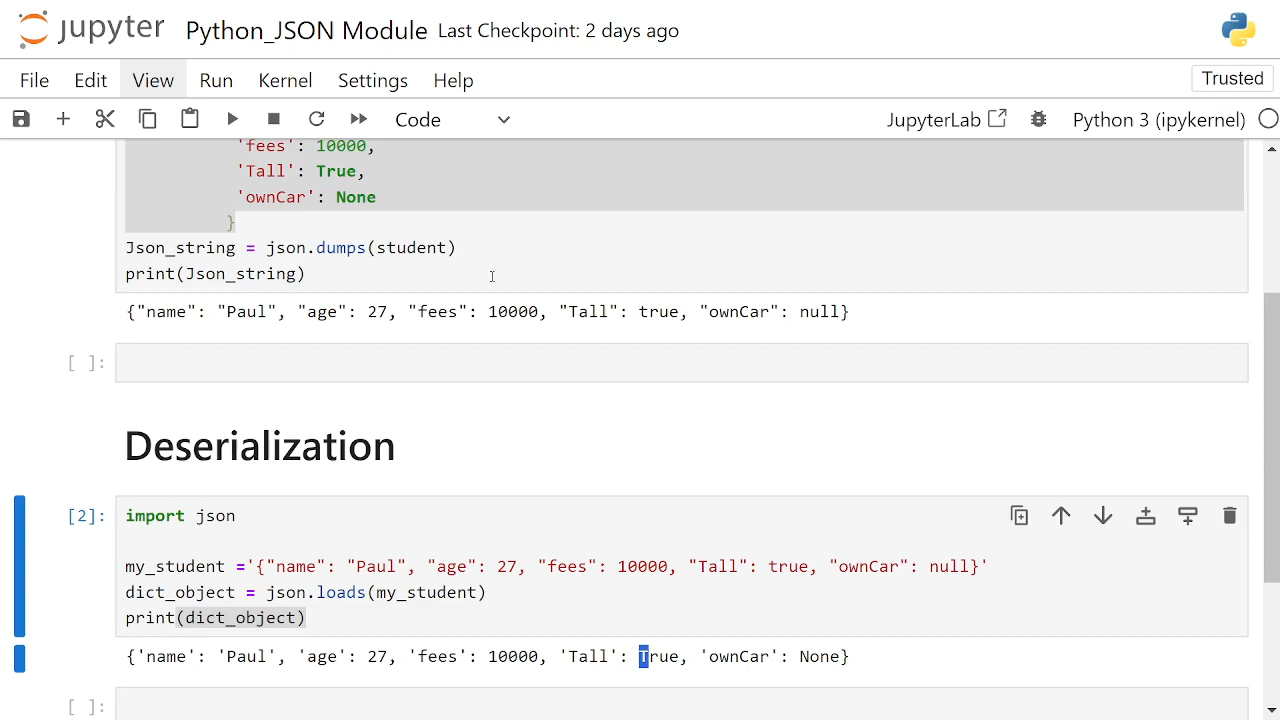 jupyter Python_JSON Module Last Checkpoint: 2 days ago
File Edit View Run Kernel Settings Help Trusted
Code JupyterLab Python 3 (ipykernel)
'fees': 10000,
'Tall': True,
'ownCar': None
}
Json_string = json.dumps(student)
print(Json_string)
{"name": "Paul", "age": 27, "fees": 10000, "Tall": true, "ownCar": null}
[ ]:
Deserialization
[2]: import json
my_student ='{"name": "Paul", "age": 27, "fees": 10000, "Tall": true, "ownCar": null}'
dict_object = json.loads(my_student)
print(dict_object)
{'name': 'Paul', 'age': 27, 'fees': 10000, 'Tall': True, 'ownCar': None}
[ ]: